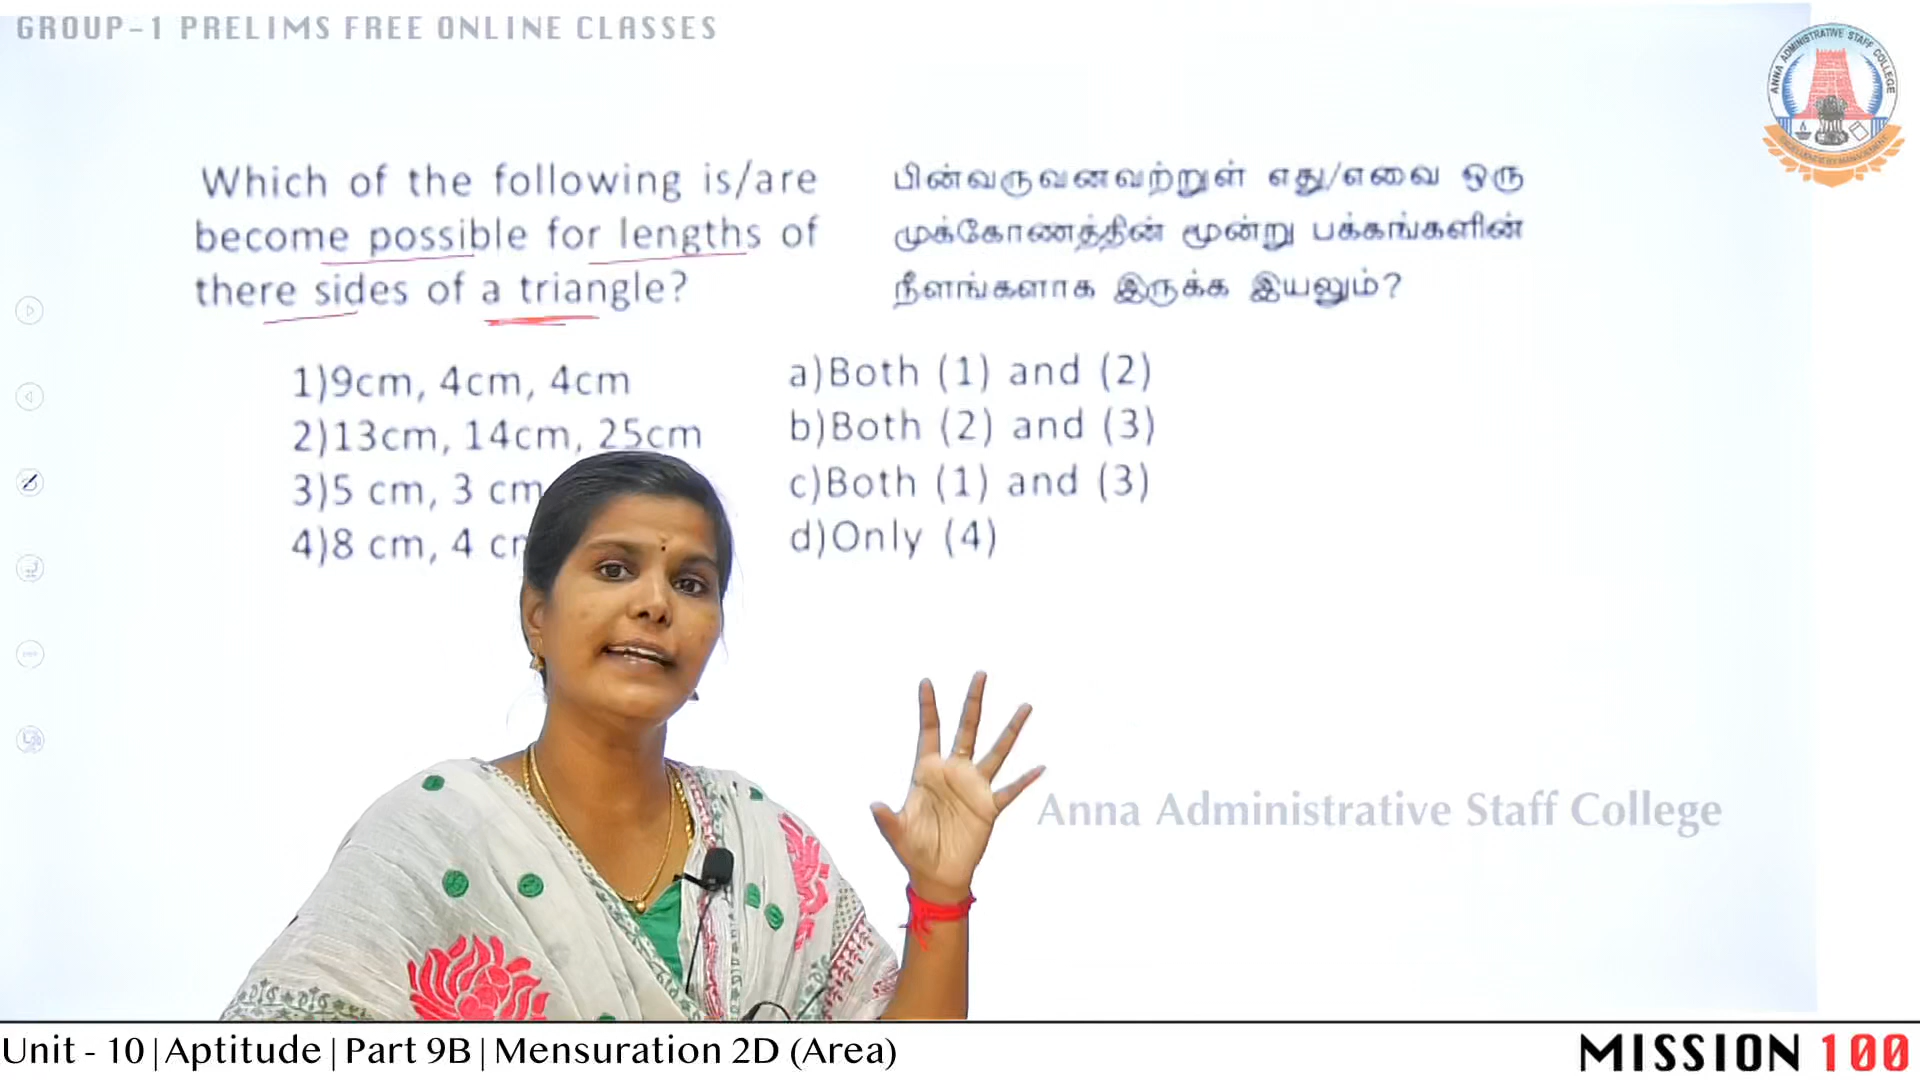 GROUP-1 PRELIMS FREE ONLINE CLASSES
ANNA ADMINISTRATIVE STAFF COLLEGE
Which of the following is/are
become possible for lengths of
there sides of a triangle?
பின்வருவனவற்றுள் எது/எவை ஒரு
முக்கோணத்தின் மூன்று பக்கங்களின்
நீளங்களாக இருக்க இயலும்?
1)9cm, 4cm, 4cm
2)13cm, 14cm, 25cm
3)5 cm, 3 cm
4)8 cm, 4
a)Both (1) and (2)
b)Both (2) and (3)
c)Both (1) and (3)
d)Only (4)
Anna Administrative Staff College
Unit - 10|Aptitude|Part 9B|Mensuration 2D (Area)
MISSION 100